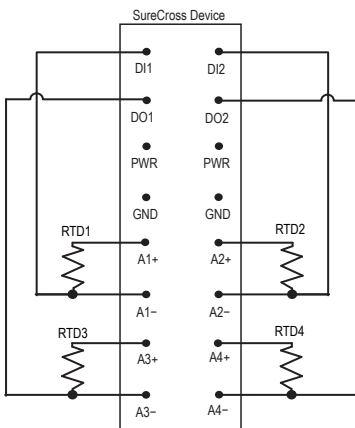 SureCross Device
DI1 DI2
DO1 DO2
PWR PWR
GND GND
RTD1 RTD2
A1+ A2+
A1− A2−
RTD3 RTD4
A3+ A4+
A3− A4−